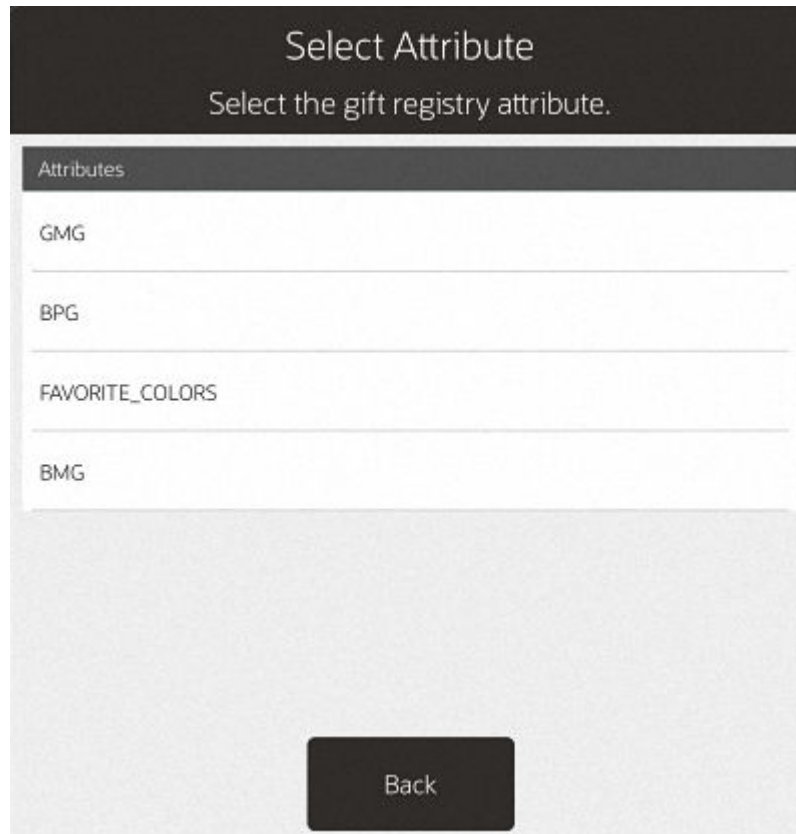 Select Attribute
Select the gift registry attribute.
Attributes
GMG
BPG
FAVORITE_COLORS
BMG
Back